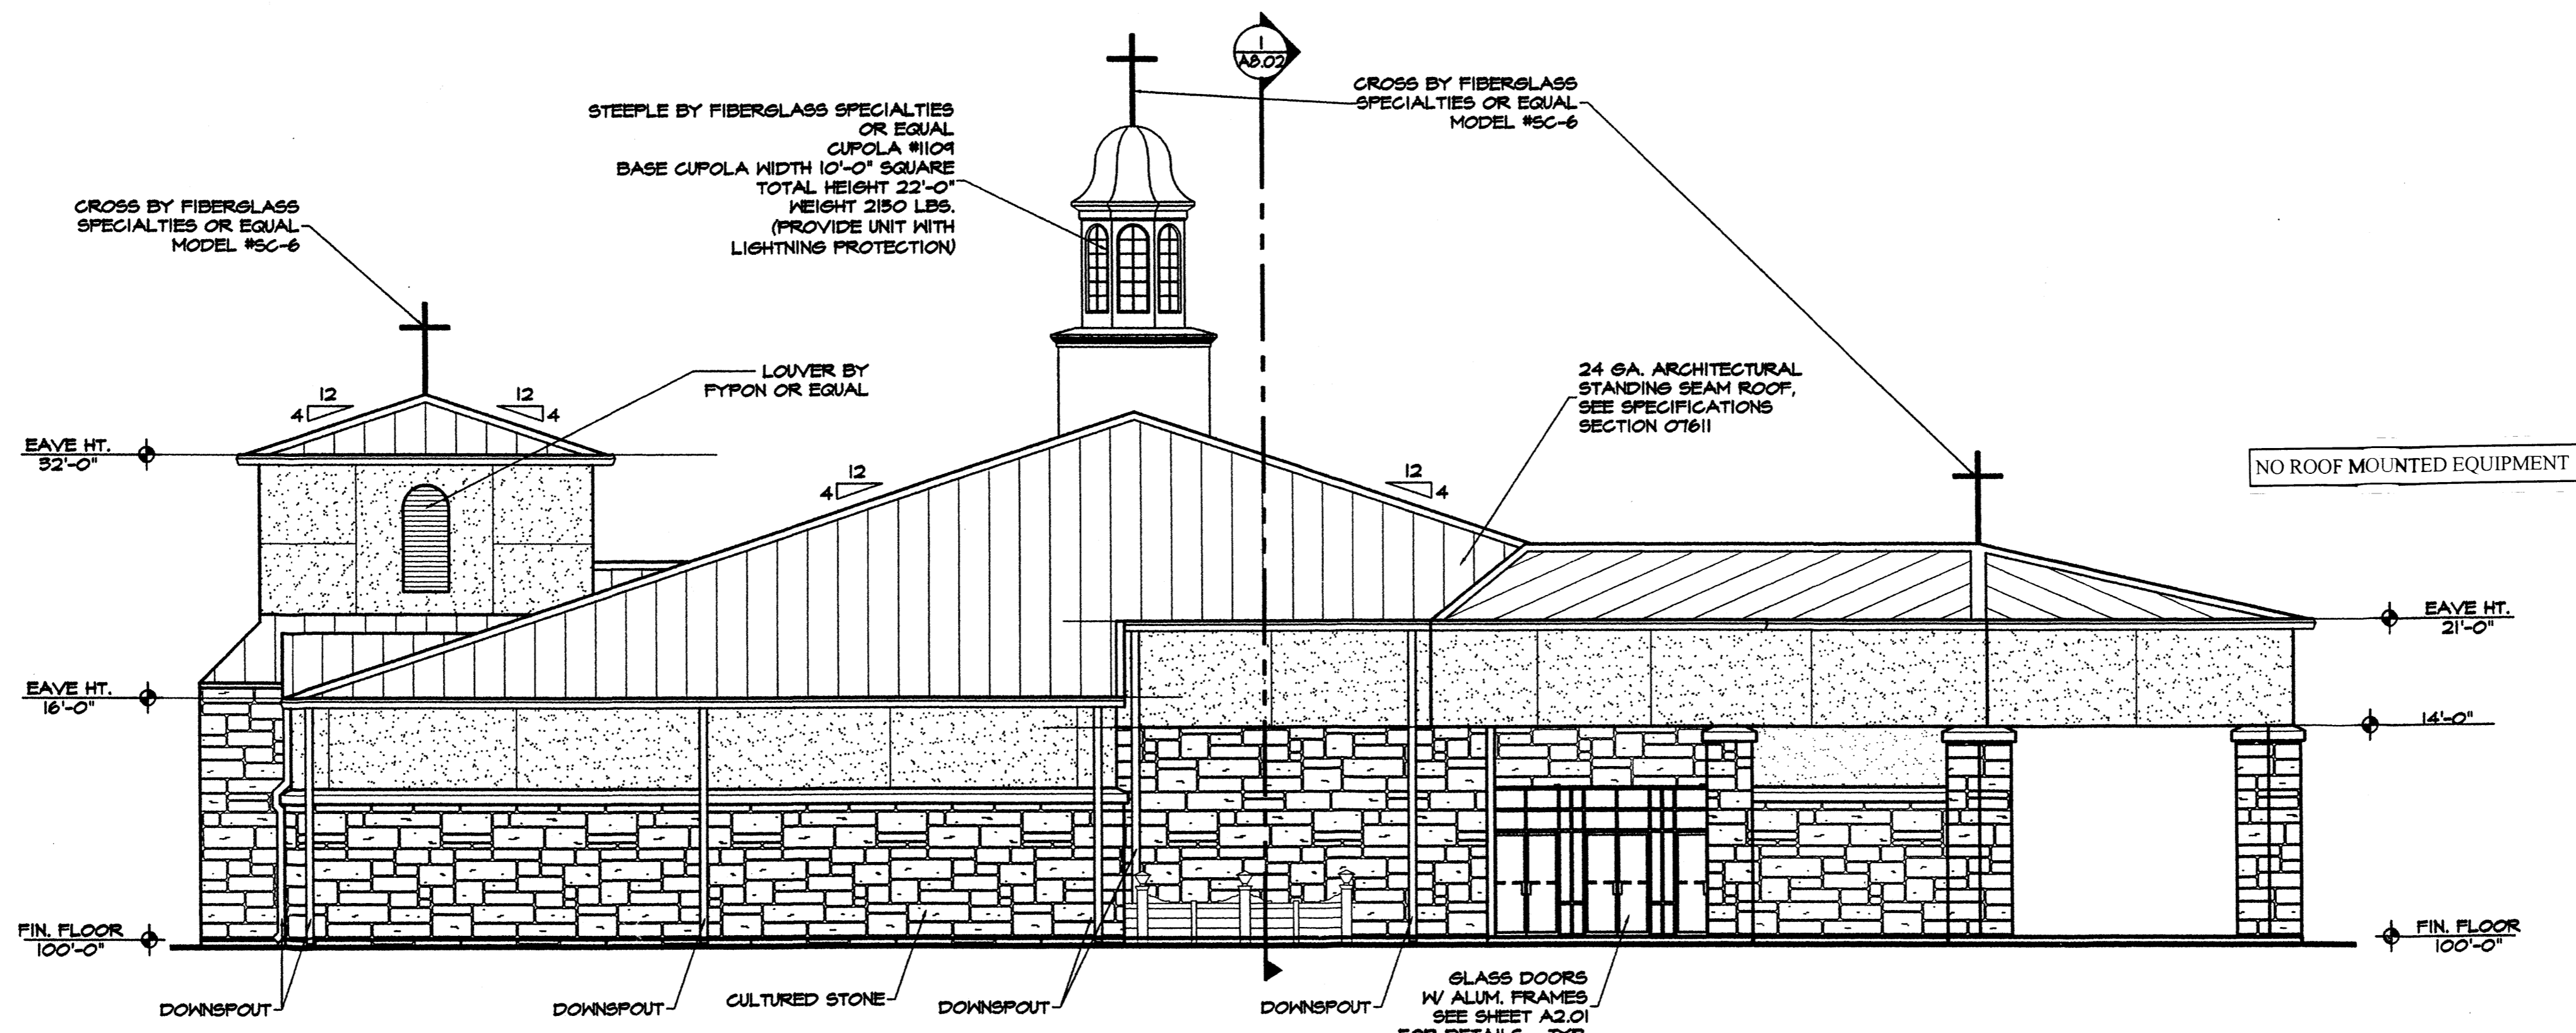 1
A8.02
CROSS BY FIBERGLASS
SPECIALTIES OR EQUAL
MODEL #SC-6
STEEPLE BY FIBERGLASS SPECIALTIES
OR EQUAL
CUPOLA #1109
BASE CUPOLA WIDTH 10'-0" SQUARE
TOTAL HEIGHT 22'-0"
WEIGHT 2150 LBS.
(PROVIDE UNIT WITH
LIGHTNING PROTECTION)
CROSS BY FIBERGLASS
SPECIALTIES OR EQUAL
MODEL #SC-6
LOUVER BY
FYPON OR EQUAL
24 GA. ARCHITECTURAL
STANDING SEAM ROOF,
SEE SPECIFICATIONS
SECTION 07611
12
4
12
4
EAVE HT.
32'-0"
NO ROOF MOUNTED EQUIPMENT
12
4
12
4
EAVE HT.
21'-0"
EAVE HT.
16'-0"
14'-0"
FIN. FLOOR
100'-0"
FIN. FLOOR
100'-0"
DOWNSPOUT
DOWNSPOUT
CULTURED STONE
DOWNSPOUT
DOWNSPOUT
GLASS DOORS
W/ ALUM. FRAMES
SEE SHEET A2.01
FOR DETAILS - TYP.